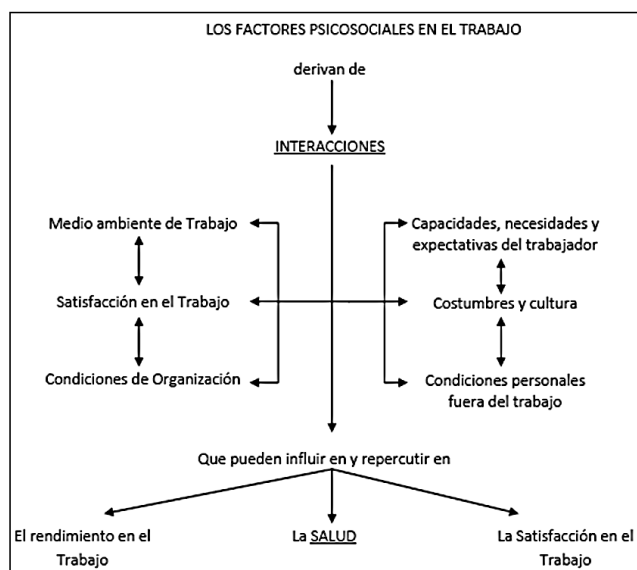 LOS FACTORES PSICOSOCIALES EN EL TRABAJO
derivan de
INTERACCIONES
Medio ambiente de Trabajo
Capacidades, necesidades y
expectativas del trabajador
Satisfacción en el Trabajo
Costumbres y cultura
Condiciones de Organización
Condiciones personales
fuera del trabajo
Que pueden influir en y repercutir en
El rendimiento en el
Trabajo
La SALUD
La Satisfacción en el
Trabajo